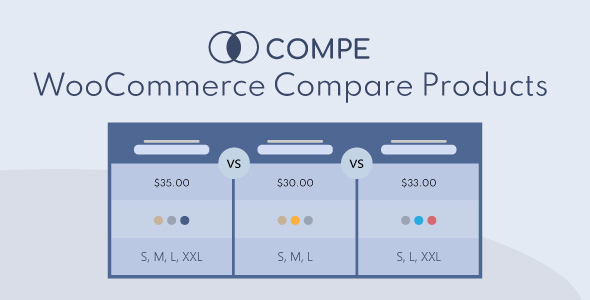 COMPE
WooCommerce Compare Products
VS VS
$35.00 $30.00 $33.00
S, M, L, XXL S, M, L S, L, XXL